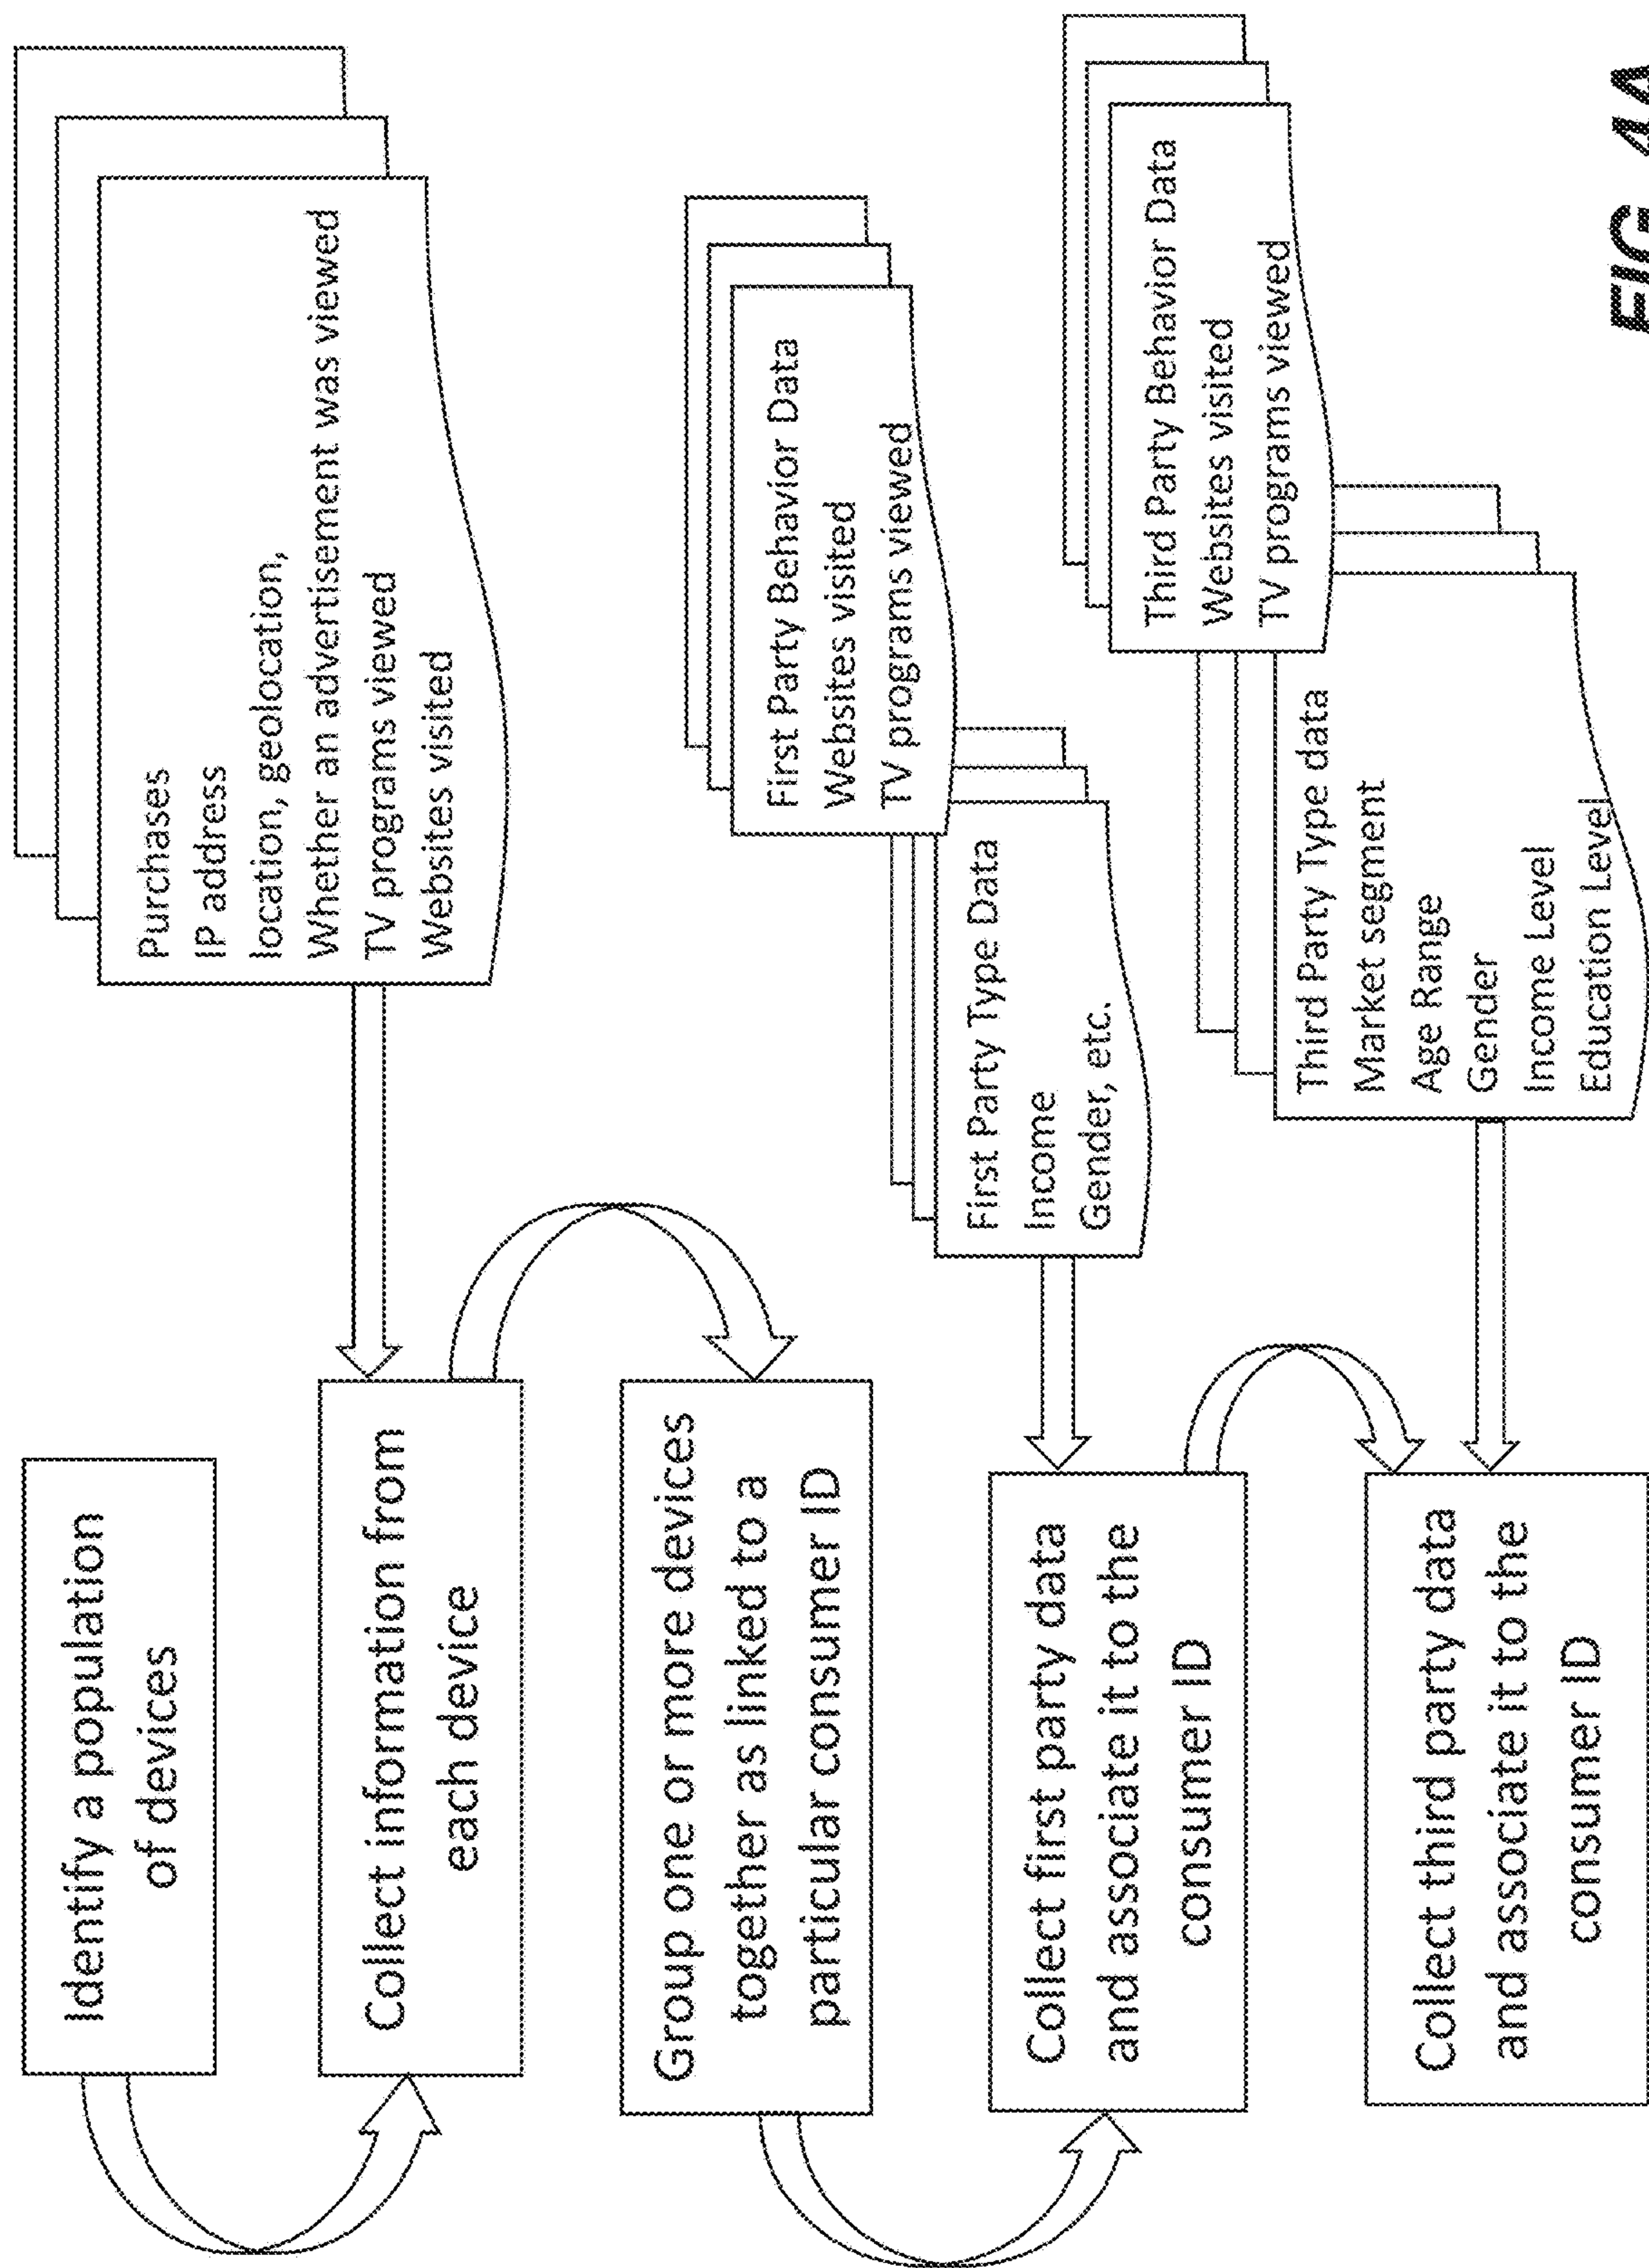 Identify a population
of devices
Collect information from
each device
Purchases
IP address
location, geolocation,
Whether an advertisement was viewed
TV programs viewed
Websites visited
Group one or more devices
together as linked to a
particular consumer ID
First Party Behavior Data
Websites visited
TV programs viewed
First Party Type Data
Income
Gender, etc.
Collect first party data
and associate it to the
consumer ID
Third Party Behavior Data
Websites visited
TV programs viewed
Third Party Type data
Market segment
Age Range
Gender
Income Level
Education Level
Collect third party data
and associate it to the
consumer ID
FIG. 4A